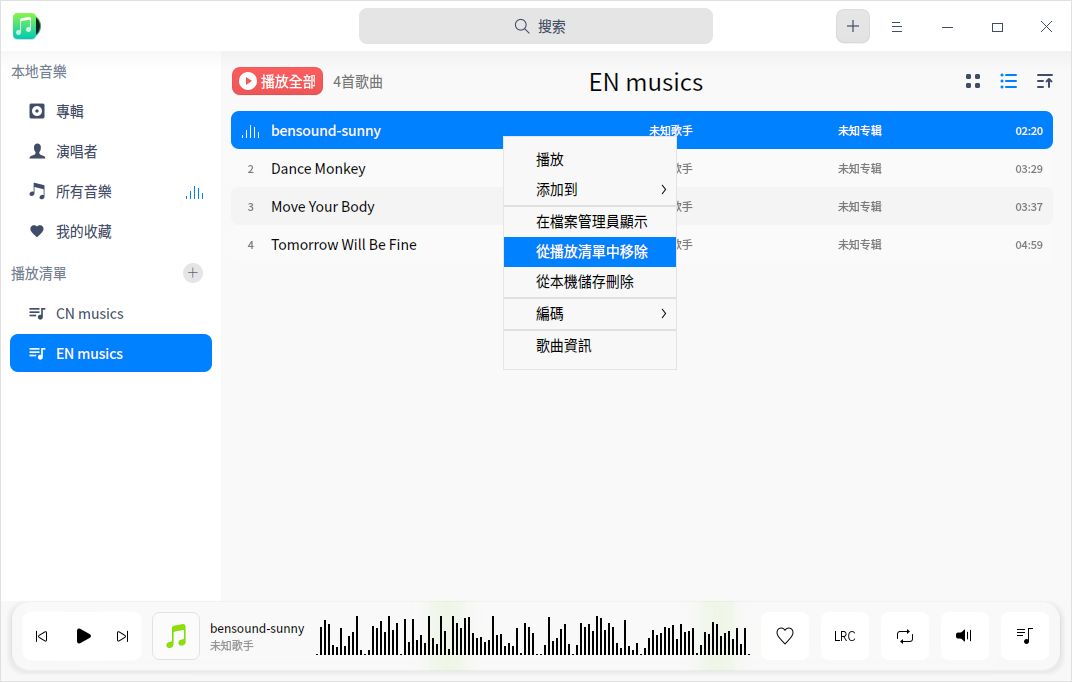 搜索
本地音樂
專輯
演唱者
所有音樂
我的收藏
播放清單
CN musics
EN musics
播放全部
4首歌曲
EN musics
bensound-sunny 未知歌手 未知专辑 02:20
2 Dance Monkey 歌手 未知专辑 03:29
3 Move Your Body 歌手 未知专辑 03:37
4 Tomorrow Will Be Fine 歌手 未知专辑 04:59
播放
添加到
在檔案管理員顯示
從播放清單中移除
從本機儲存刪除
編碼
歌曲資訊
bensound-sunny
未知歌手
LRC